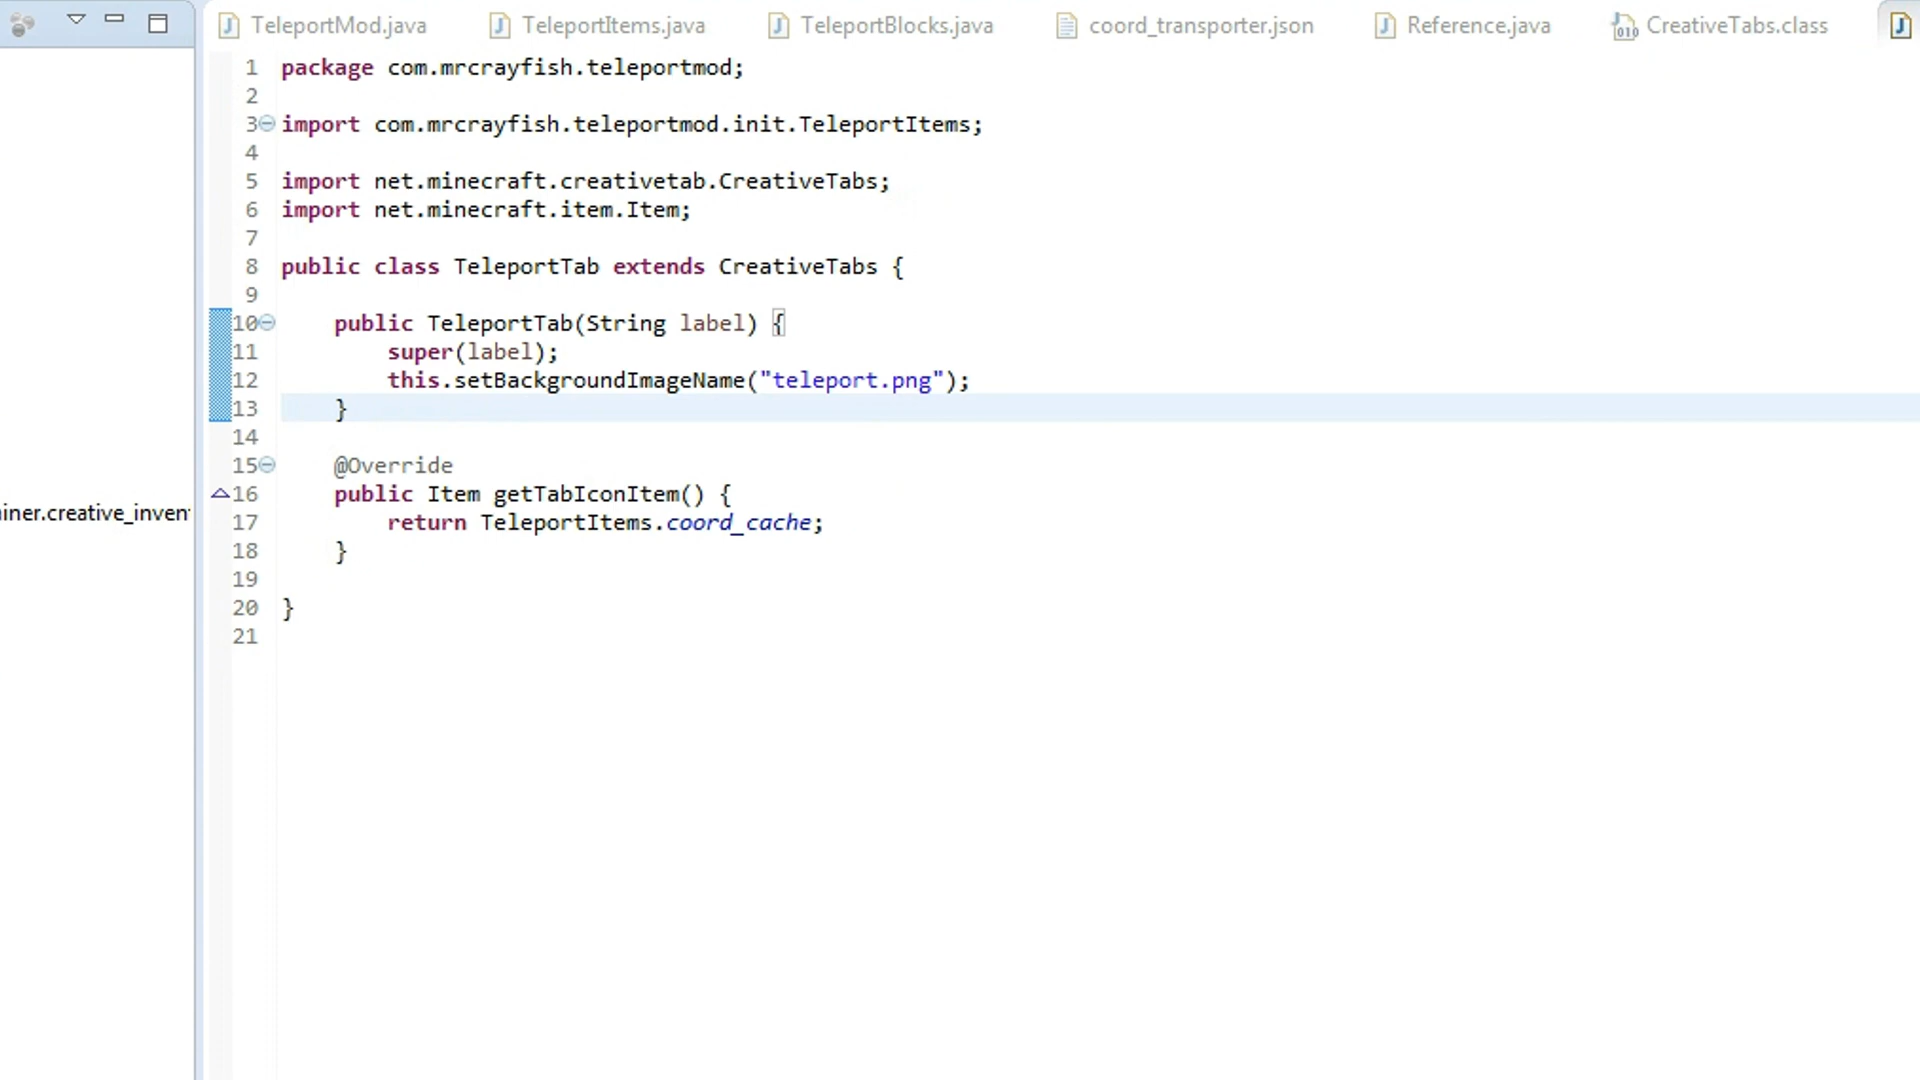 TeleportMod.java TeleportItems.java TeleportBlocks.java coord_transporter.json Reference.java CreativeTabs.class
1 package com.mrcrayfish.teleportmod;
2
3 import com.mrcrayfish.teleportmod.init.TeleportItems;
4
5 import net.minecraft.creativetab.CreativeTabs;
6 import net.minecraft.item.Item;
7
8 public class TeleportTab extends CreativeTabs {
9
10 public TeleportTab(String label) {
11 super(label);
12 this.setBackgroundImageName("teleport.png");
13 }
14
15 @Override
16 public Item getTabIconItem() {
iner.creative_inven
17 return TeleportItems.coord_cache;
18 }
19
20 }
21